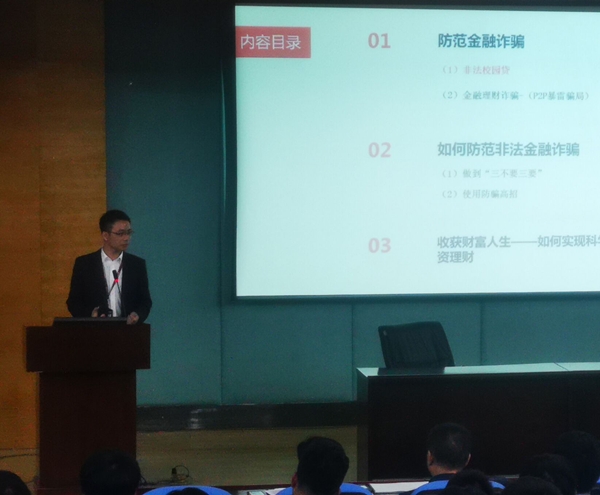 内容目录
01 防范金融诈骗
（1）非法校园贷
（2）金融理财诈骗-（P2P暴雷骗局）
02 如何防范非法金融诈骗
（1）做到“三不要三要”
（2）使用防骗高招
03 收获财富人生——如何实现科学
资理财